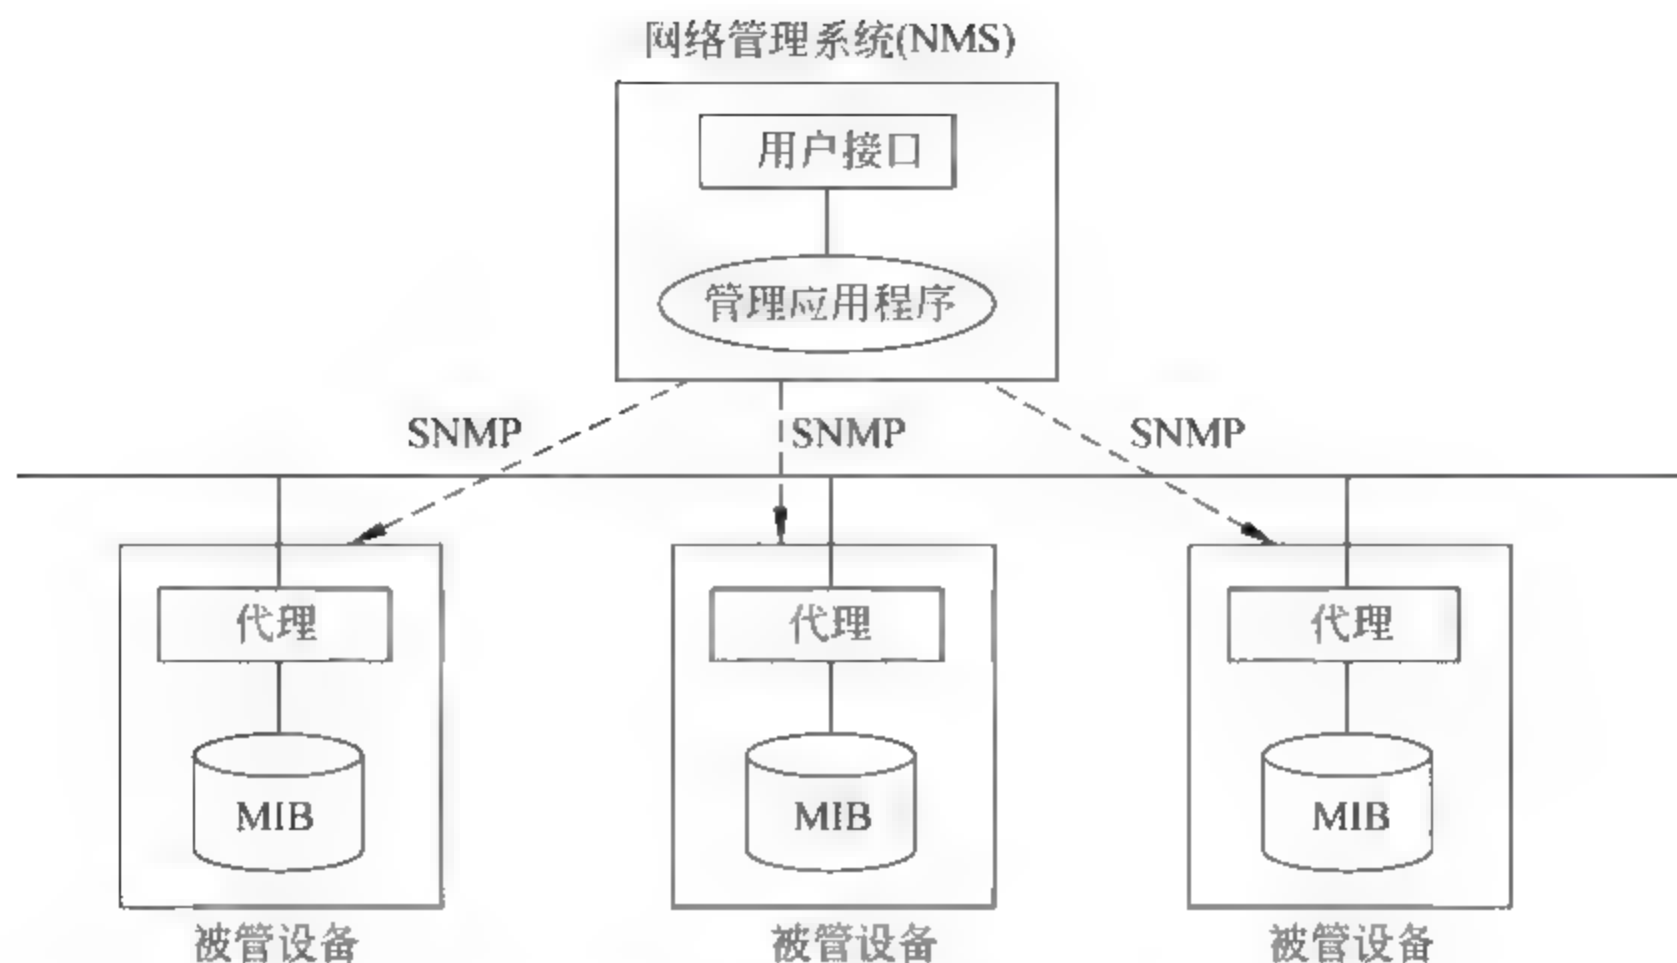 网络管理系统(NMS)
用户接口
管理应用程序
SNMP
SNMP
SNMP
代理
代理
代理
MIB
MIB
MIB
被管设备
被管设备
被管设备